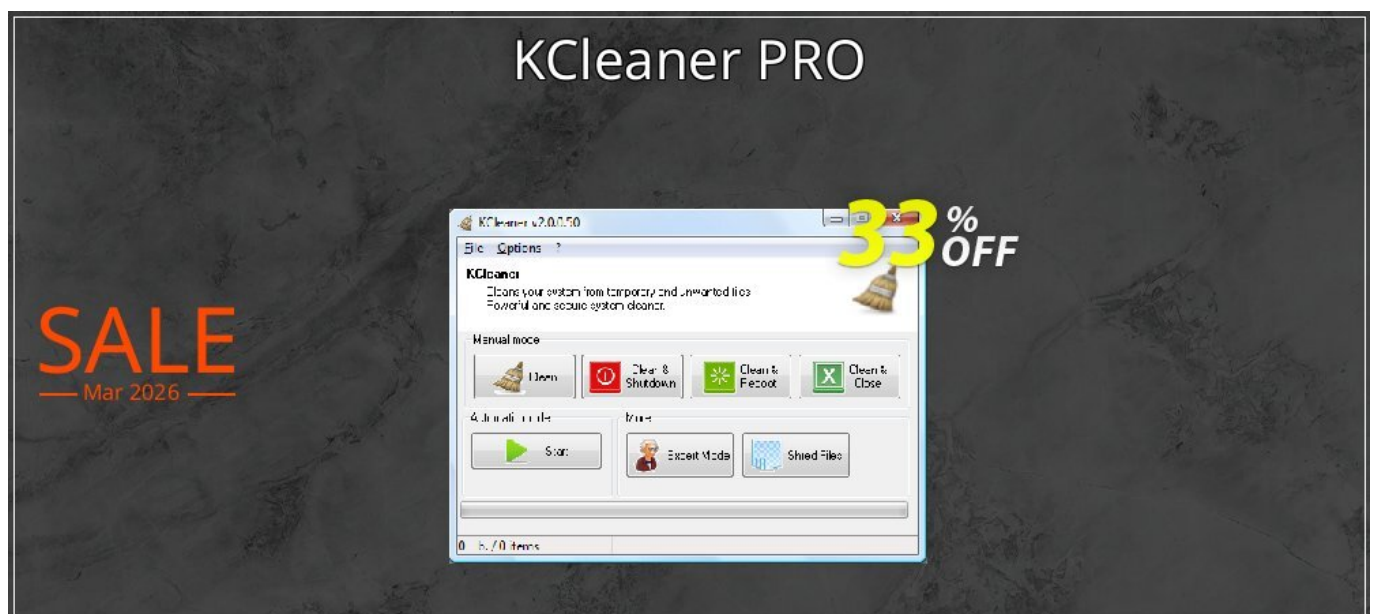 KCleaner PRO
33%
OFF
SALE
Mar 2026
KCleaner v2.0.0.50
File Options ?
KCleaner
Cleans your system from temporary and unwanted files
Powerful and secure system cleaner.
Manual mode
Clean
Clean &
Shutdown
Clean &
Reboot
Clean &
Close
Automatic mode
More
Start
Expert Mode
Shred Files
0
/ 0 items